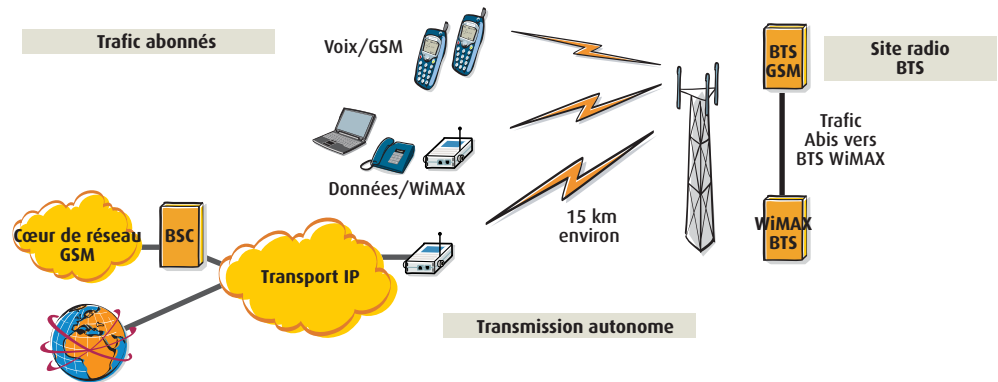 Trafic abonnés
Voix/GSM
BTS
GSM
Site radio
BTS
Trafic
Abis vers
BTS WiMAX
Données/WiMAX
15 km
environ
WiMAX
BTS
Cœur de réseau
GSM
BSC
Transport IP
Transmission autonome